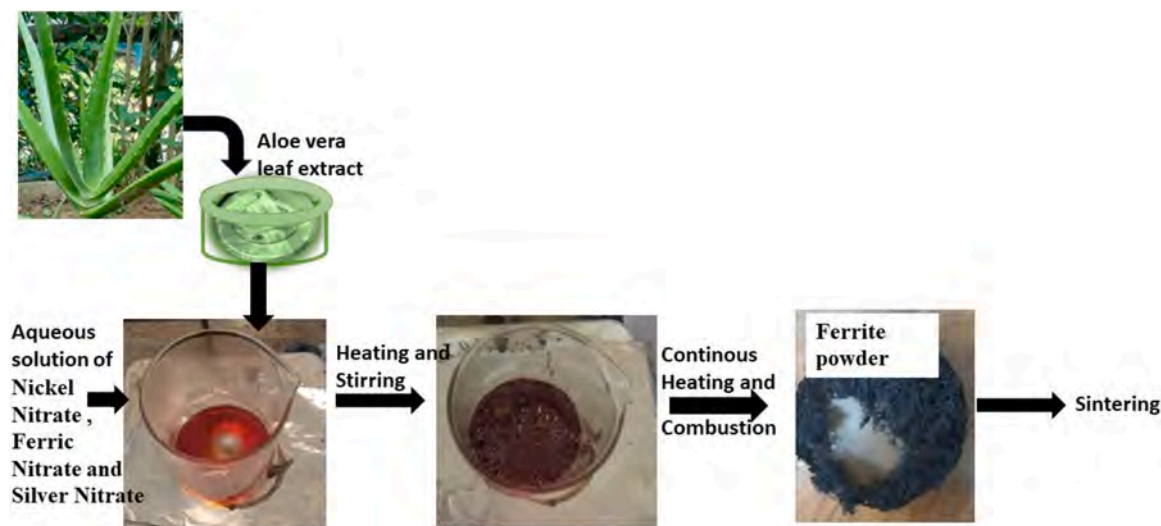 Aloe vera
leaf extract
Aqueous
solution of
Nickel
Nitrate ,
Ferric
Nitrate and
Silver Nitrate
Heating and
Stirring
Continous
Heating and
Combustion
Ferrite
powder
Sintering